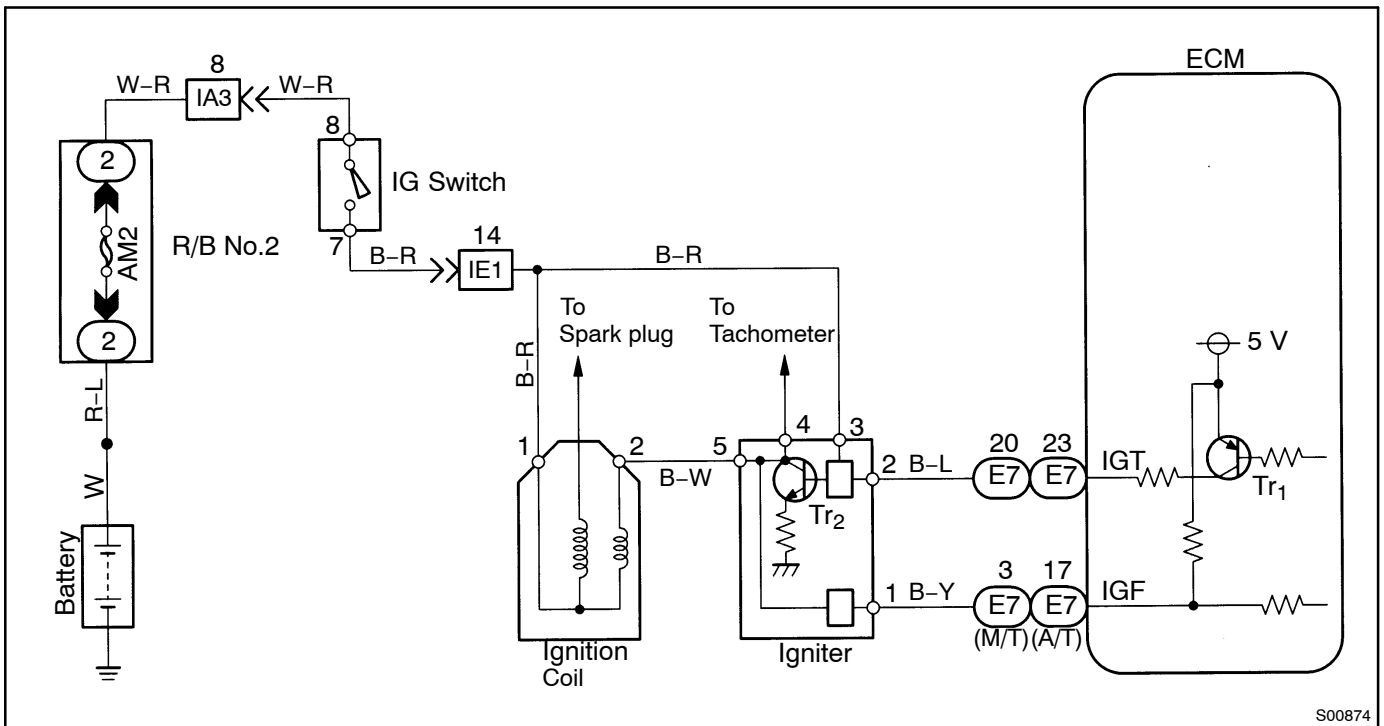 ECM
8
W–R
IA3
W–R
8
IG Switch
7
2
AM2
2
R/B No.2
R–L
W
Battery
B–R
14
IE1
B–R
B–R
To
Spark plug
To
Tachometer
5 V
1
2
B–W
5
4
3
Tr2
2
B–L
20
23
E7
E7
IGT
Tr1
1
B–Y
3
17
E7
E7
IGF
(M/T)
(A/T)
Ignition
Coil
Igniter
S00874